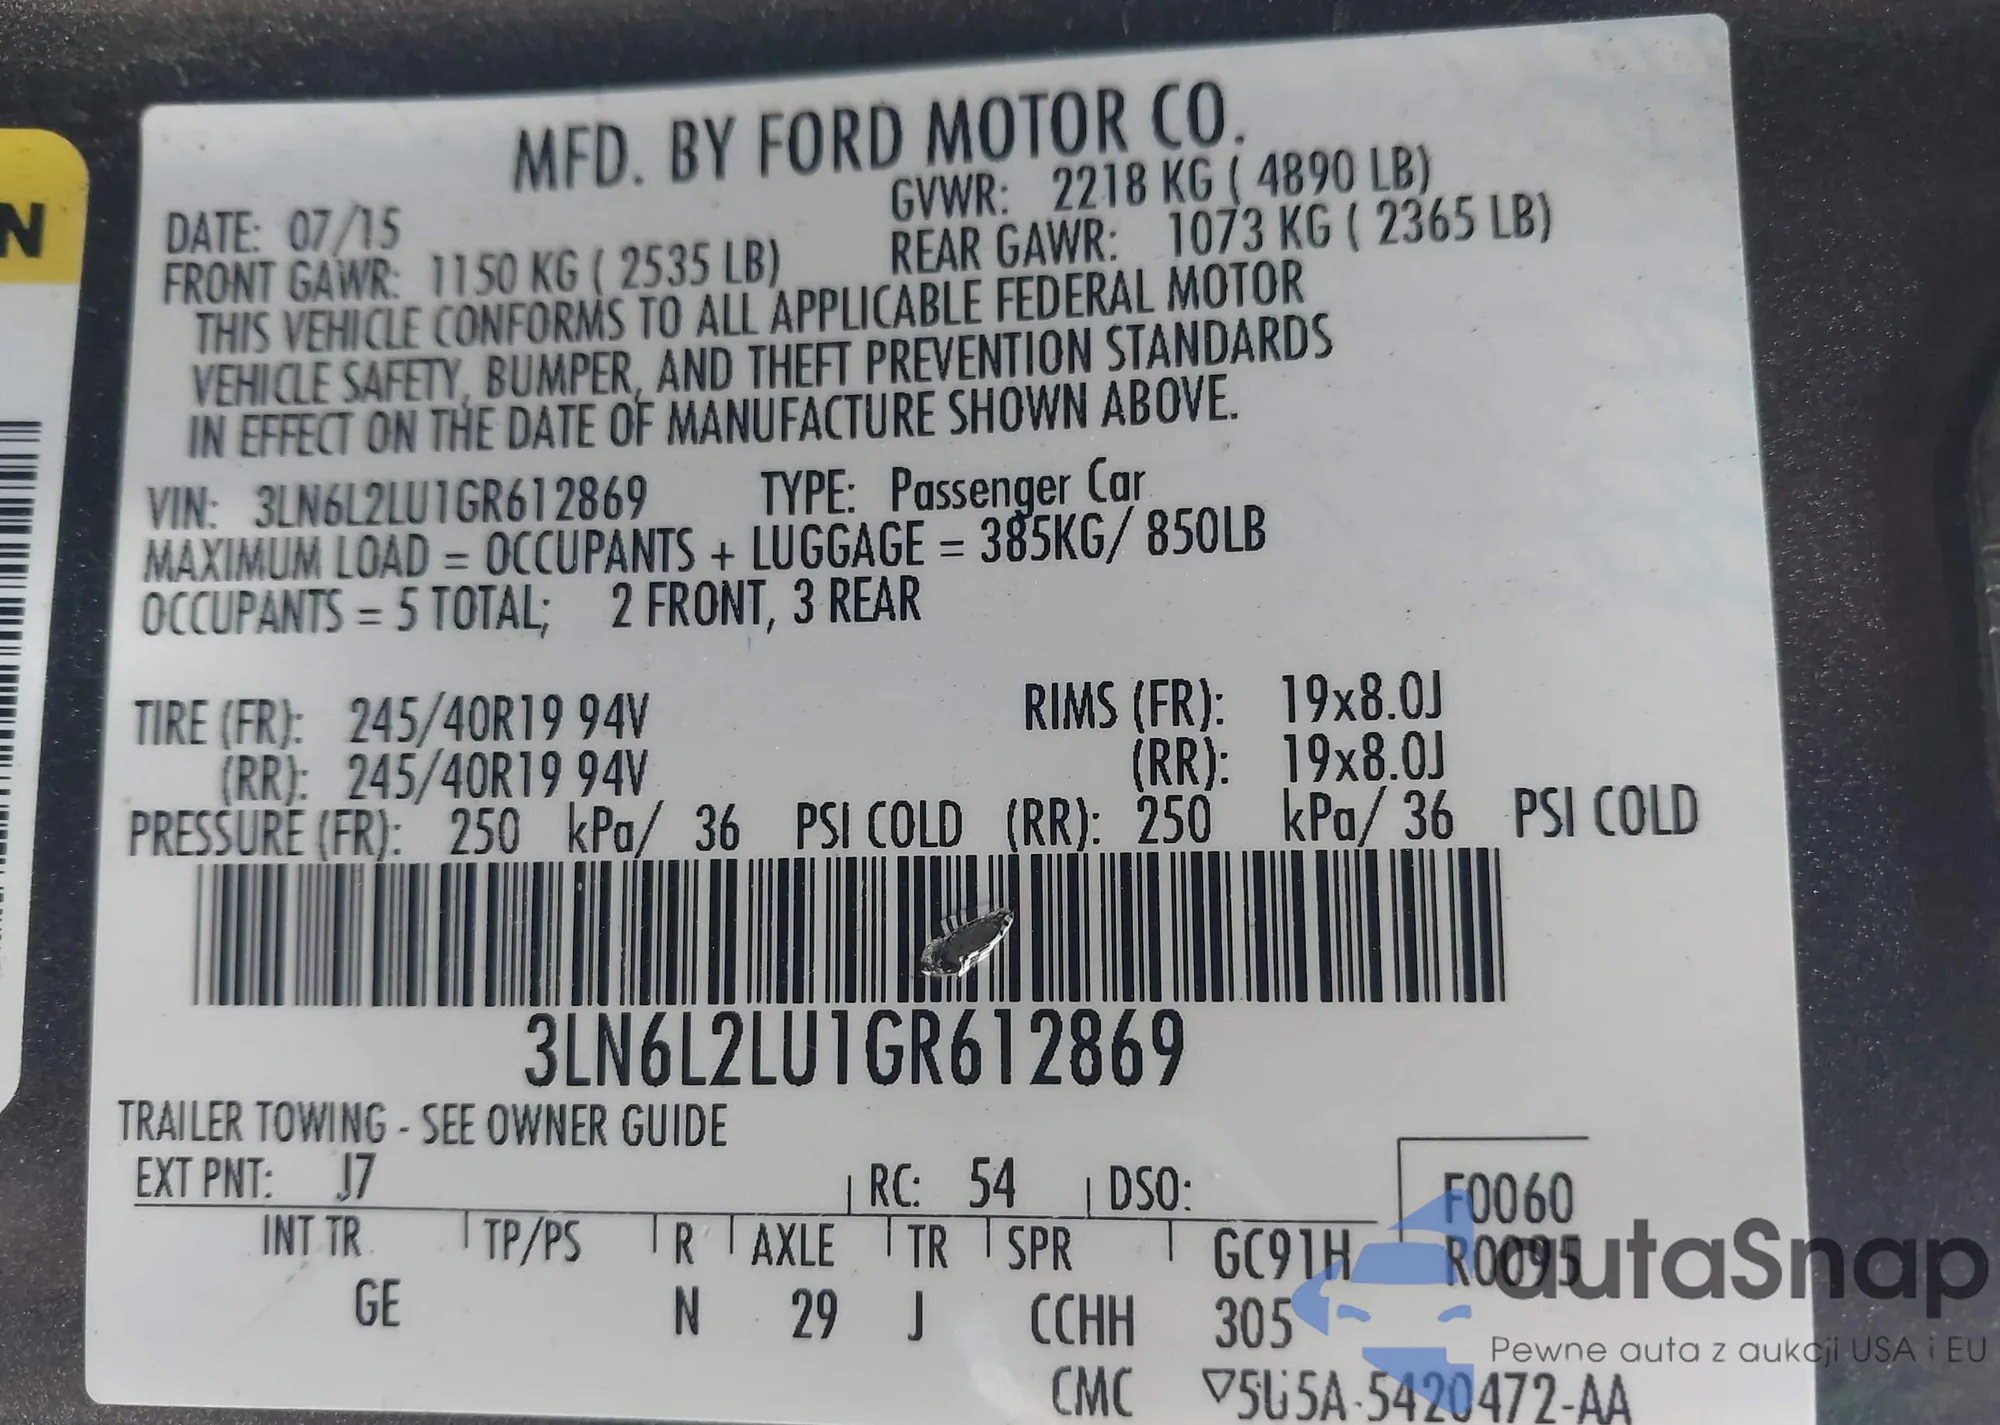 N
MFD. BY FORD MOTOR CO.
DATE: 07/15 GVWR: 2218 KG ( 4890 LB)
FRONT GAWR: 1150 KG ( 2535 LB) REAR GAWR: 1073 KG ( 2365 LB)
THIS VEHICLE CONFORMS TO ALL APPLICABLE FEDERAL MOTOR
VEHICLE SAFETY, BUMPER, AND THEFT PREVENTION STANDARDS
IN EFFECT ON THE DATE OF MANUFACTURE SHOWN ABOVE.
VIN: 3LN6L2LU1GR612869 TYPE: Passenger Car
MAXIMUM LOAD = OCCUPANTS + LUGGAGE = 385KG/ 850LB
OCCUPANTS = 5 TOTAL; 2 FRONT, 3 REAR
TIRE (FR): 245/40R19 94V RIMS (FR): 19x8.0J
(RR): 245/40R19 94V (RR): 19x8.0J
PRESSURE (FR): 250 kPa/ 36 PSI COLD (RR): 250 kPa/ 36 PSI COLD
3LN6L2LU1GR612869
TRAILER TOWING - SEE OWNER GUIDE
EXT PNT: J7 RC: 54 DSO: F0060
INT TR TP/PS R AXLE TR SPR GC91H R0095
GE N 29 J CCHH 305
CMC ▽5U5A-5420472-AA
autaSnap
Pewne auta z aukcji USA i EU